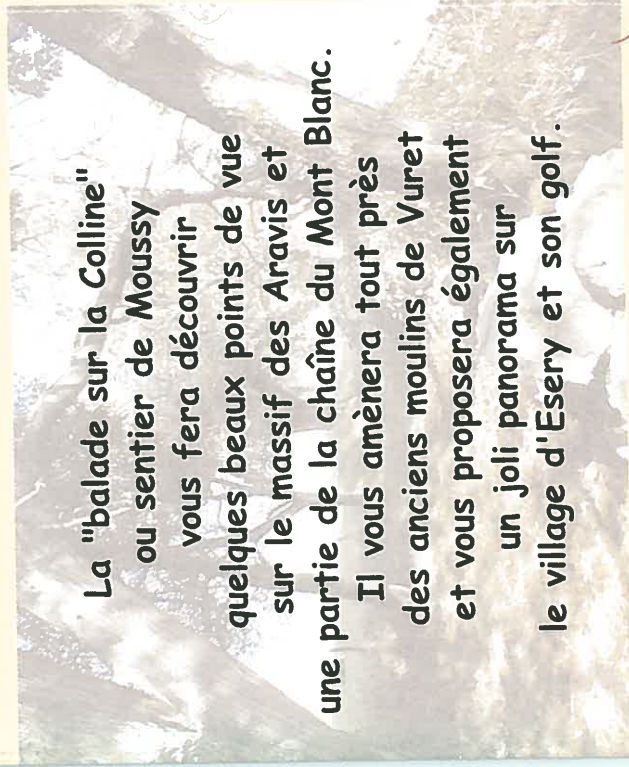 La "balade sur la Colline"
ou sentier de Moussy
vous fera découvrir
quelques beaux points de vue
sur le massif des Aravis et
une partie de la chaîne du Mont Blanc.
Il vous amènera tout près
des anciens moulins de Vuret
et vous proposera également
un joli panorama sur
le village d'Esery et son golf.